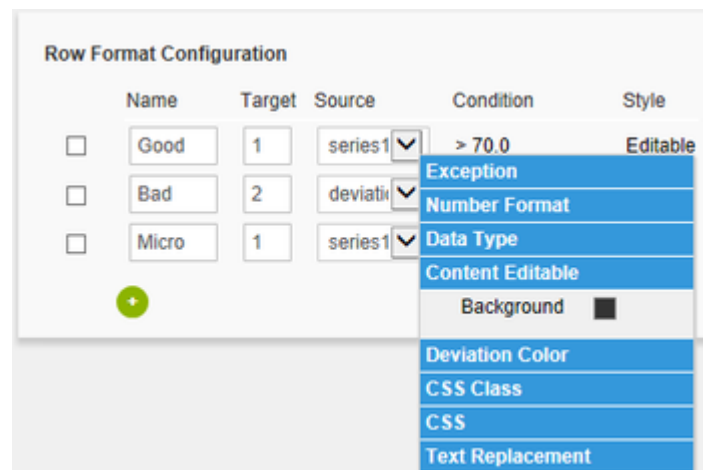 Row Format Configuration
Name Target Source Condition Style
Good 1 series1 > 70.0 Editable
Bad 2 deviati
Micro 1 series1
Exception
Number Format
Data Type
Content Editable
Background
Deviation Color
CSS Class
CSS
Text Replacement